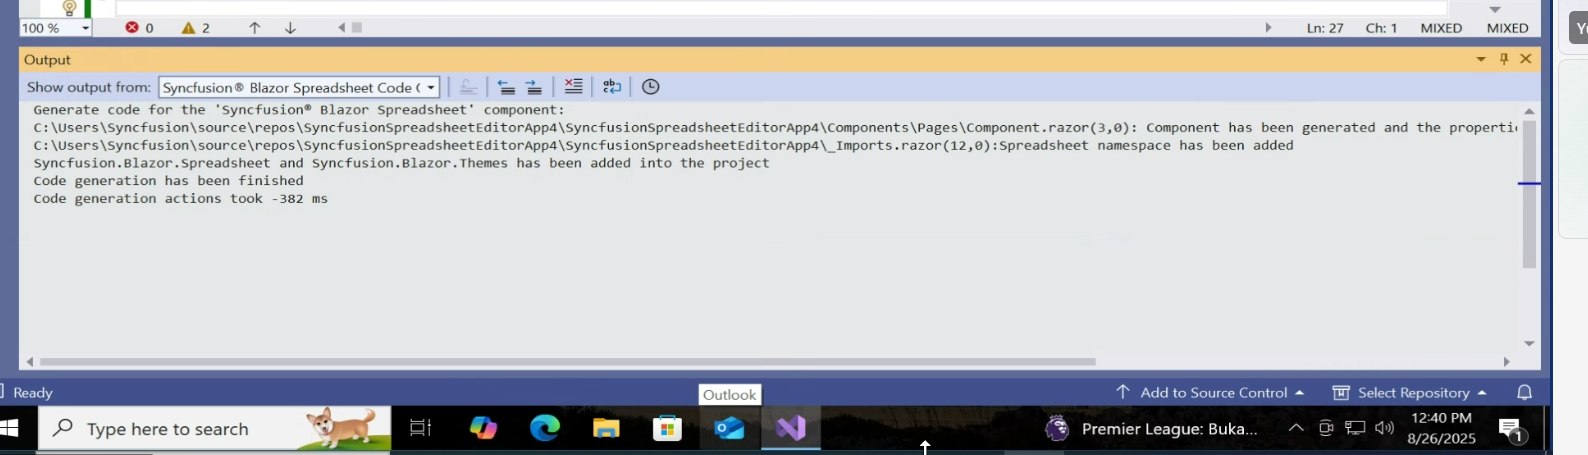 100 %
0
2
Ln: 27
Ch: 1
MIXED
MIXED
Output
Show output from:
Syncfusion® Blazor Spreadsheet Code (
Generate code for the 'Syncfusion® Blazor Spreadsheet' component:
C:\Users\Syncfusion\source\repos\SyncfusionSpreadsheetEditorApp4\SyncfusionSpreadsheetEditorApp4\Components\Pages\Component.razor(3,0): Component has been generated and the properti
C:\Users\Syncfusion\source\repos\SyncfusionSpreadsheetEditorApp4\SyncfusionSpreadsheetEditorApp4\_Imports.razor(12,0):Spreadsheet namespace has been added
Syncfusion.Blazor.Spreadsheet and Syncfusion.Blazor.Themes has been added into the project
Code generation has been finished
Code generation actions took -382 ms
Ready
Outlook
Add to Source Control
Select Repository
Type here to search
Premier League: Buka...
12:40 PM
8/26/2025
1